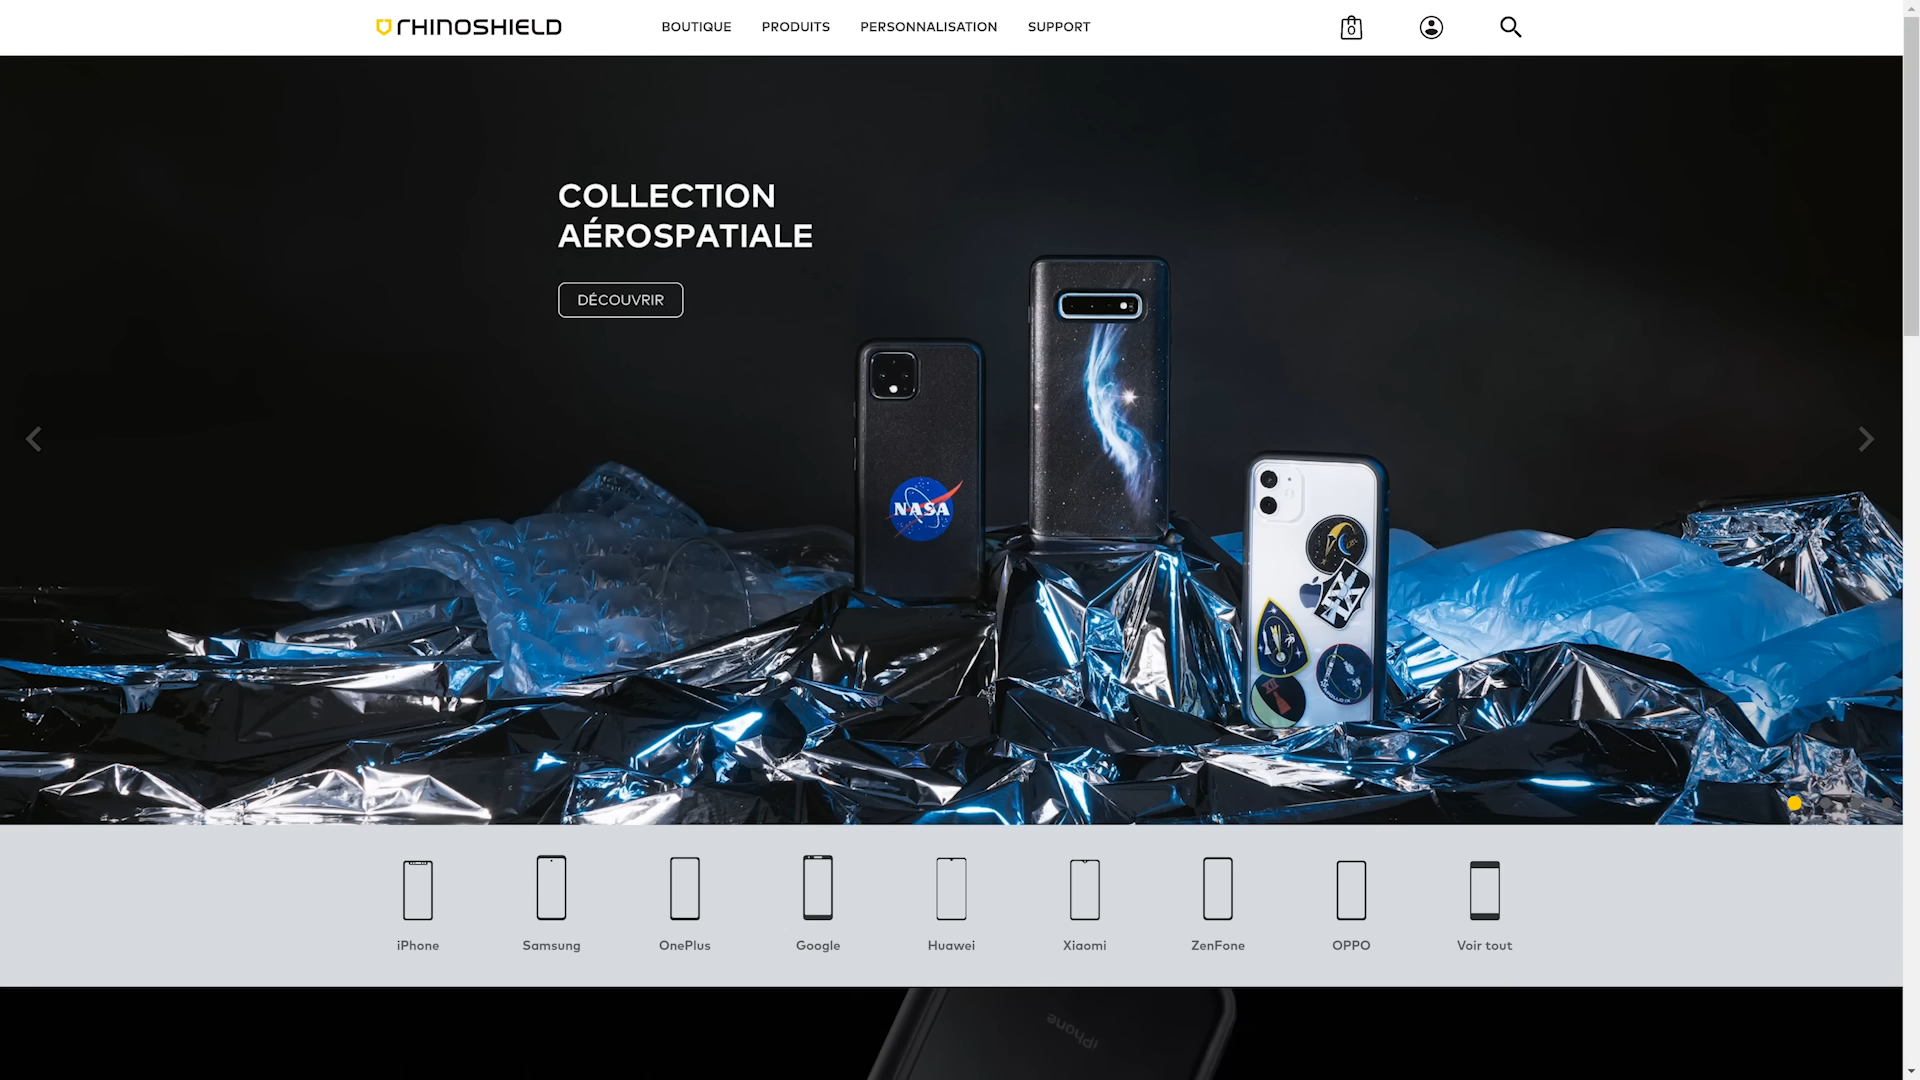 RHINOSHIELD
BOUTIQUE
PRODUITS
PERSONNALISATION
SUPPORT
0
COLLECTION
AÉROSPATIALE
DÉCOUVRIR
NASA
iPhone
Samsung
OnePlus
Google
Huawei
Xiaomi
ZenFone
OPPO
Voir tout
iPhone